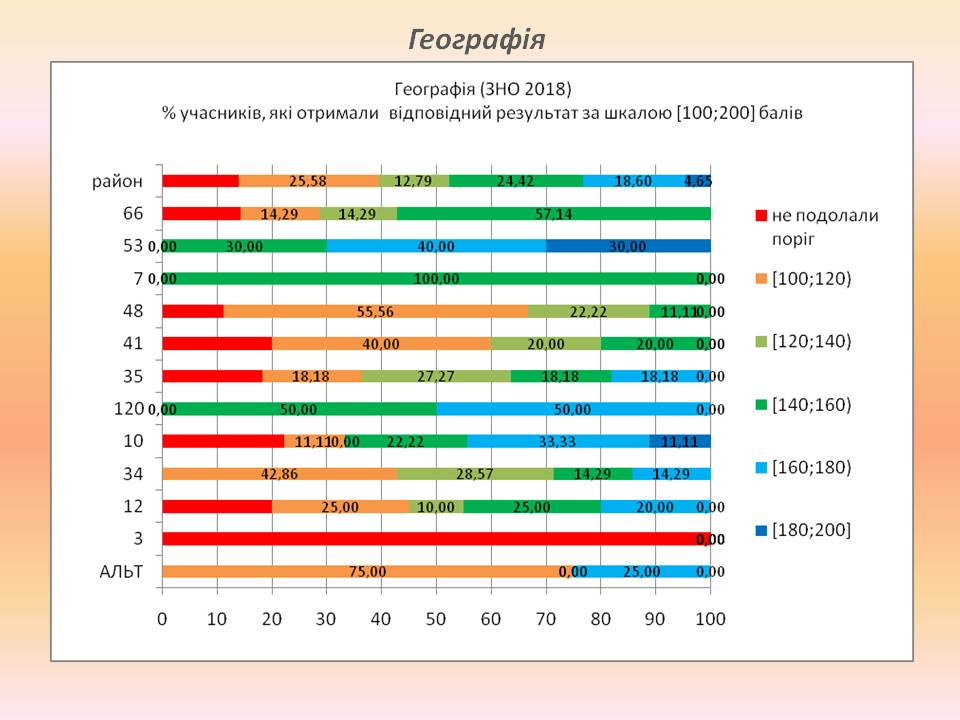 Географія
Географія (ЗНО 2018)
% учасників, які отримали відповідний результат за шкалою [100;200] балів
район 25,58 12,79 24,42 18,60 4,65
66 14,29 14,29 57,14
53 0,00 30,00 40,00 30,00
7 0,00 100,00 0,00
48 55,56 22,22 11,11 0,00
41 40,00 20,00 20,00 0,00
35 18,18 27,27 18,18 18,18 0,00
120 0,00 50,00 50,00 0,00
10 11,11 0,00 22,22 33,33 11,11
34 42,86 28,57 14,29 14,29
12 25,00 10,00 25,00 20,00 0,00
3 0,00
АЛЬТ 75,00 0,00 25,00 0,00
0 10 20 30 40 50 60 70 80 90 100
не подолали
поріг
[100;120)
[120;140)
[140;160)
[160;180)
[180;200]